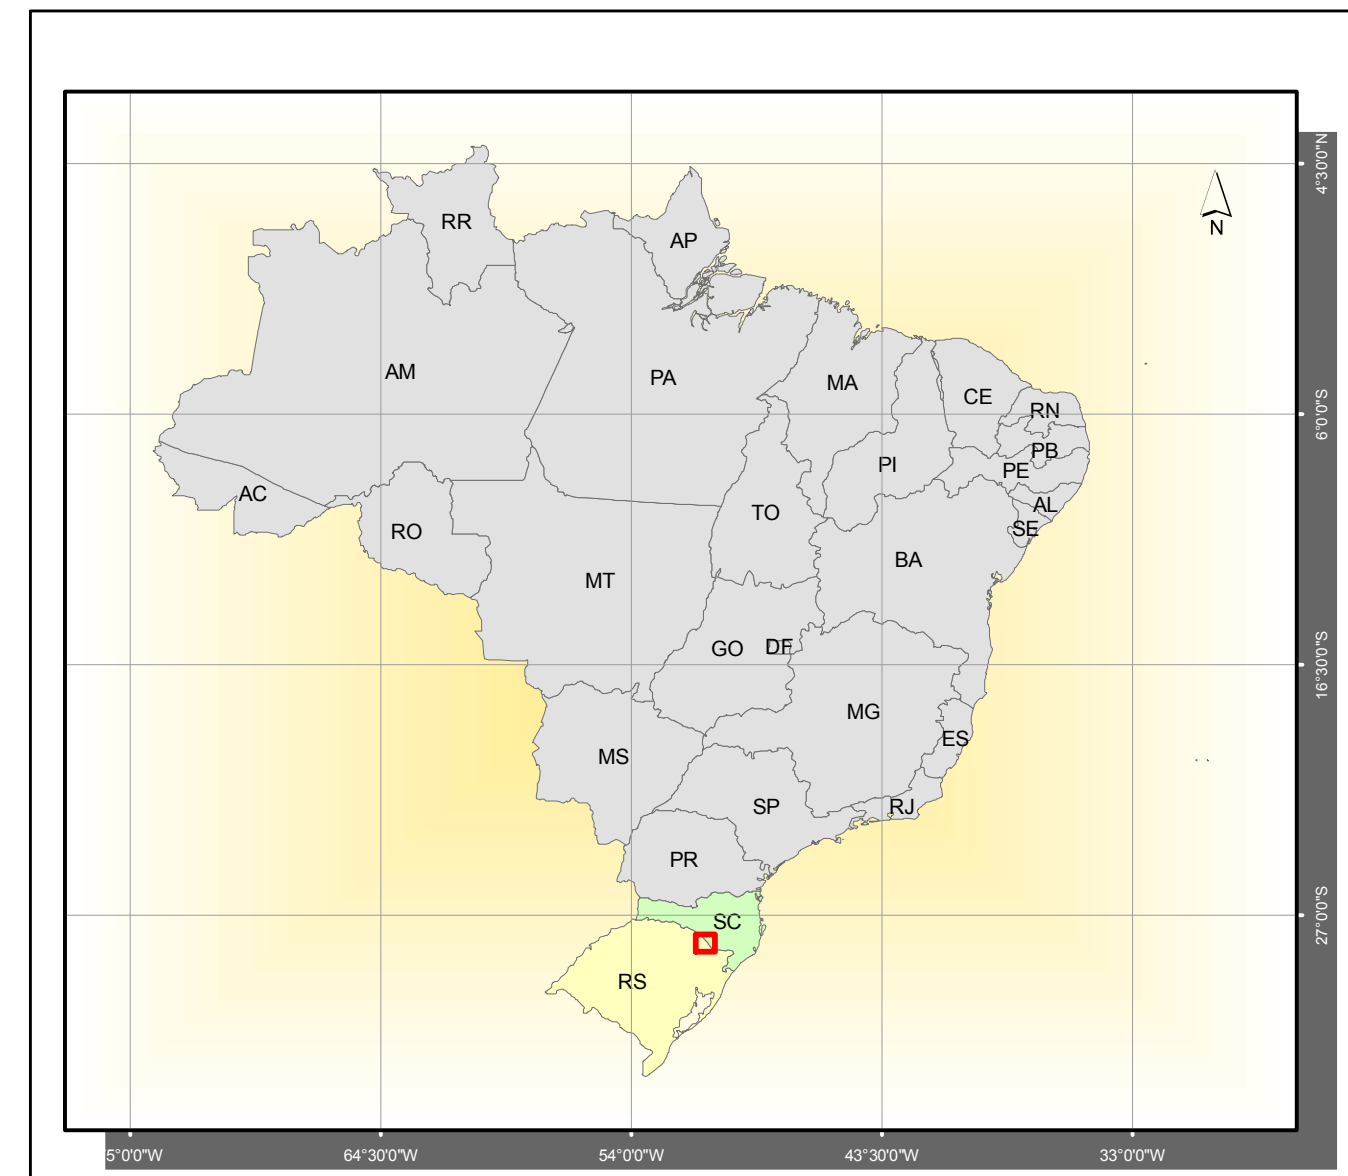 4°30'0"N
RR
AP
N
AM
PA
MA
CE
RN
6°0'0"S
PB
PI
PE
AC
AL
TO
SE
RO
BA
MT
GO
DF
16°30'0"S
MG
ES
MS
SP
RJ
PR
SC
27°0'0"S
RS
5°0'0"W 64°30'0"W 54°0'0"W 43°30'0"W 33°0'0"W